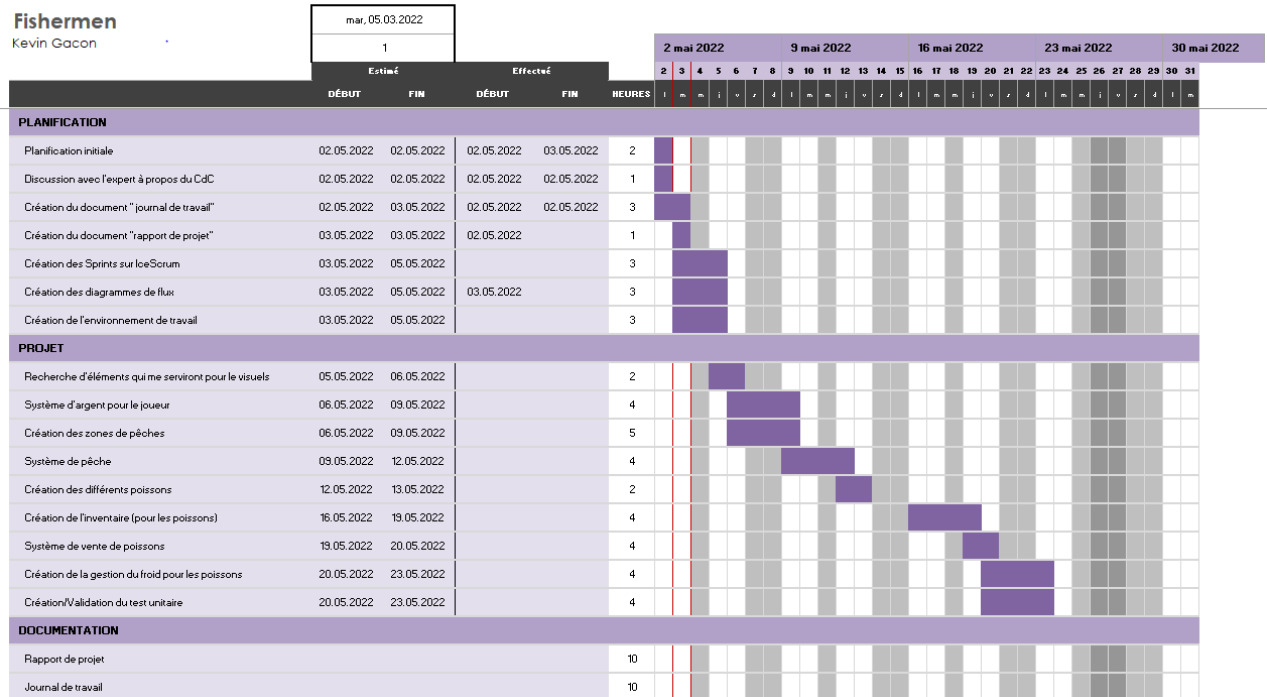 Fishermen
mar, 05.03.2022
Kevin Gacon
1
2 mai 2022 9 mai 2022 16 mai 2022 23 mai 2022 30 mai 2022
Estimé Effectué 2 3 4 5 6 7 8 9 10 11 12 13 14 15 16 17 18 19 20 21 22 23 24 25 26 27 28 29 30 31
DÉBUT FIN DÉBUT FIN HEURES l m m j v s d l m m j v s d l m m j v s d l m m j v s d l m
PLANIFICATION
Planification initiale 02.05.2022 02.05.2022 02.05.2022 03.05.2022 2
Discussion avec l'expert à propos du CdC 02.05.2022 02.05.2022 02.05.2022 02.05.2022 1
Création du document "journal de travail" 02.05.2022 03.05.2022 02.05.2022 02.05.2022 3
Création du document "rapport de projet" 03.05.2022 03.05.2022 02.05.2022 1
Création des Sprints sur IceScrum 03.05.2022 05.05.2022 3
Création des diagrammes de flux 03.05.2022 05.05.2022 03.05.2022 3
Création de l'environnement de travail 03.05.2022 05.05.2022 3
PROJET
Recherche d'éléments qui me serviront pour le visuels 05.05.2022 06.05.2022 2
Système d'argent pour le joueur 06.05.2022 09.05.2022 4
Création des zones de pêches 06.05.2022 09.05.2022 5
Système de pêche 09.05.2022 12.05.2022 4
Création des différents poissons 12.05.2022 13.05.2022 2
Création de l'inventaire (pour les poissons) 16.05.2022 19.05.2022 4
Système de vente de poissons 19.05.2022 20.05.2022 4
Création de la gestion du froid pour les poissons 20.05.2022 23.05.2022 4
Création/Validation du test unitaire 20.05.2022 23.05.2022 4
DOCUMENTATION
Rapport de projet 10
Journal de travail 10